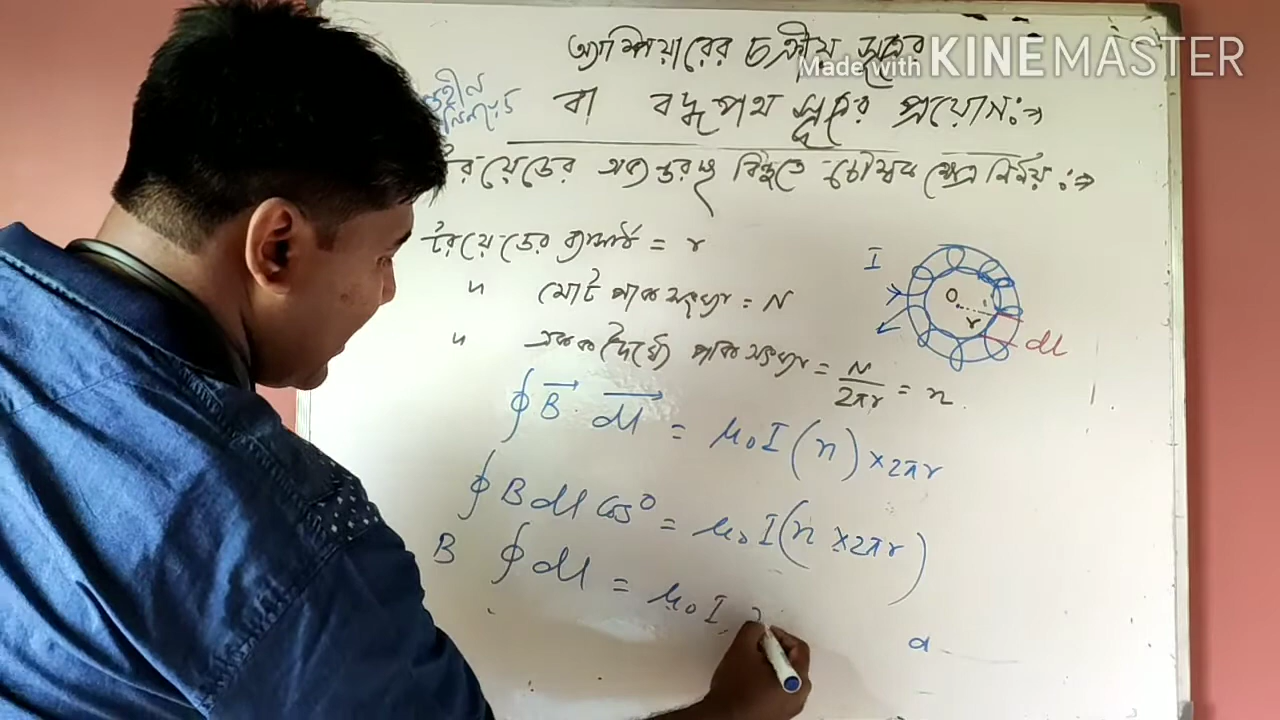 অ্যাম্পিয়ারের চক্রীয় সূত্রের
Made with KINEMASTER
বা বদ্ধপথ সূত্রের প্রয়োগ:⇒
অভ্যন্তরস্থ বিন্দুতে চৌম্বক ক্ষেত্র নির্ণয়:⇒
টরয়েডের ব্যাসার্ধ = r
I
" মোট পাক সংখ্যা = N
O
r
" একক দৈর্ঘ্যে পাক সংখ্যা = N/2πr = n
dl
∮ B⃗ . dl⃗ = μ₀I(n)×2πr
∮ B dl cos⁰ = μ₀I(n×2πr)
B ∮ dl = μ₀I
a